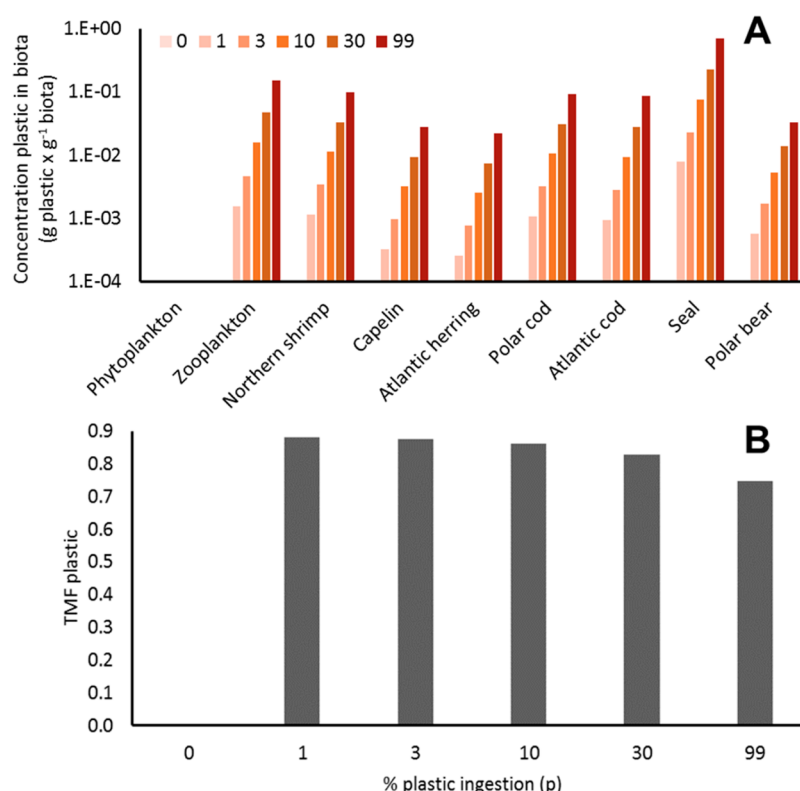 1.E+00
0 1 3 10 30 99
A
1.E-01
1.E-02
1.E-03
1.E-04
Concentration plastic in biota
(g plastic x g⁻¹ biota)
Phytoplankton
Zooplankton
Northern shrimp
Capelin
Atlantic herring
Polar cod
Atlantic cod
Seal
Polar bear
B
0.9
0.8
0.7
0.6
0.5
0.4
0.3
0.2
0.1
0.0
TMF plastic
0 1 3 10 30 99
% plastic ingestion (p)